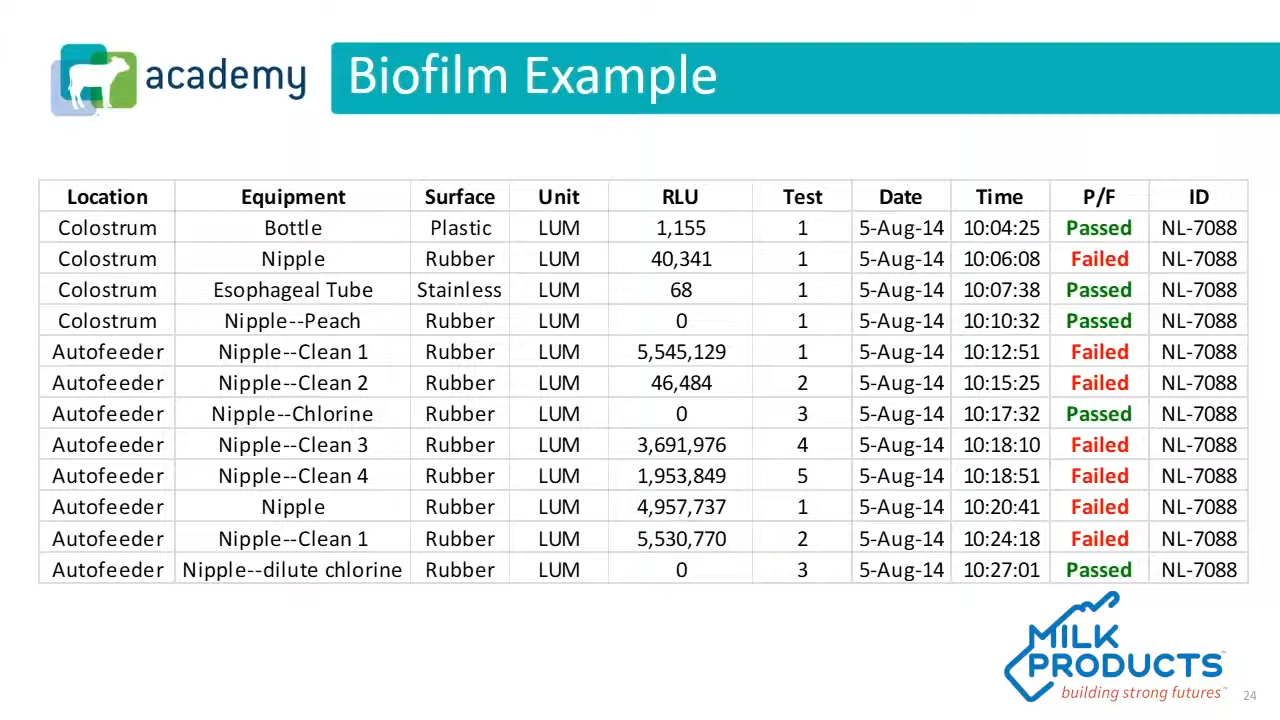 academy
Biofilm Example
Location Equipment Surface Unit RLU Test Date Time P/F ID
Colostrum Bottle Plastic LUM 1,155 1 5-Aug-14 10:04:25 Passed NL-7088
Colostrum Nipple Rubber LUM 40,341 1 5-Aug-14 10:06:08 Failed NL-7088
Colostrum Esophageal Tube Stainless LUM 68 1 5-Aug-14 10:07:38 Passed NL-7088
Colostrum Nipple--Peach Rubber LUM 0 1 5-Aug-14 10:10:32 Passed NL-7088
Autofeeder Nipple--Clean 1 Rubber LUM 5,545,129 1 5-Aug-14 10:12:51 Failed NL-7088
Autofeeder Nipple--Clean 2 Rubber LUM 46,484 2 5-Aug-14 10:15:25 Failed NL-7088
Autofeeder Nipple--Chlorine Rubber LUM 0 3 5-Aug-14 10:17:32 Passed NL-7088
Autofeeder Nipple--Clean 3 Rubber LUM 3,691,976 4 5-Aug-14 10:18:10 Failed NL-7088
Autofeeder Nipple--Clean 4 Rubber LUM 1,953,849 5 5-Aug-14 10:18:51 Failed NL-7088
Autofeeder Nipple Rubber LUM 4,957,737 1 5-Aug-14 10:20:41 Failed NL-7088
Autofeeder Nipple--Clean 1 Rubber LUM 5,530,770 2 5-Aug-14 10:24:18 Failed NL-7088
Autofeeder Nipple--dilute chlorine Rubber LUM 0 3 5-Aug-14 10:27:01 Passed NL-7088
MILK
PRODUCTS™
building strong futures™
24